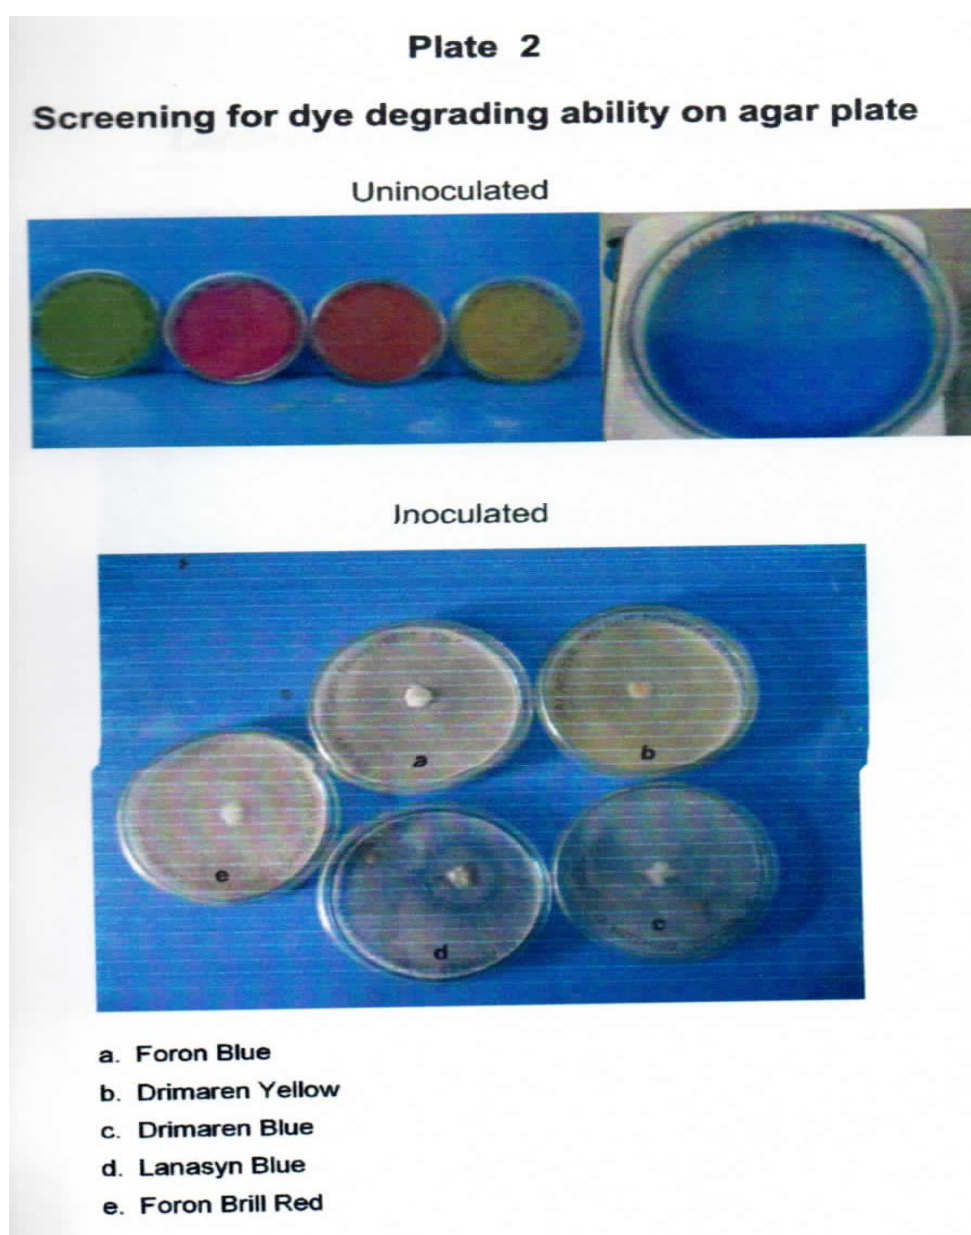 Plate 2
Screening for dye degrading ability on agar plate
Uninoculated
Inoculated
a
b
e
d
c
a. Foron Blue
b. Drimaren Yellow
c. Drimaren Blue
d. Lanasyn Blue
e. Foron Brill Red